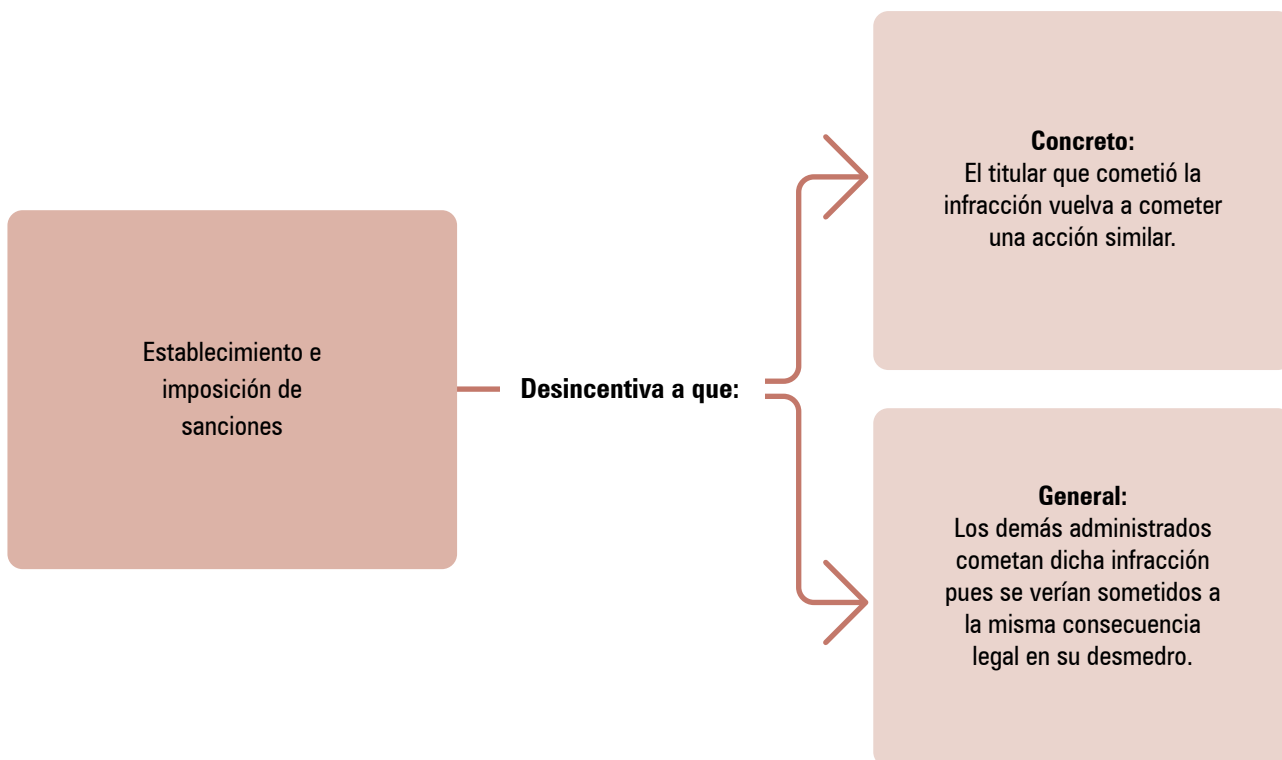 Establecimiento e
imposición de
sanciones
Desincentiva a que:
Concreto:
El titular que cometió la
infracción vuelva a cometer
una acción similar.
General:
Los demás administrados
cometan dicha infracción
pues se verían sometidos a
la misma consecuencia
legal en su desmedro.